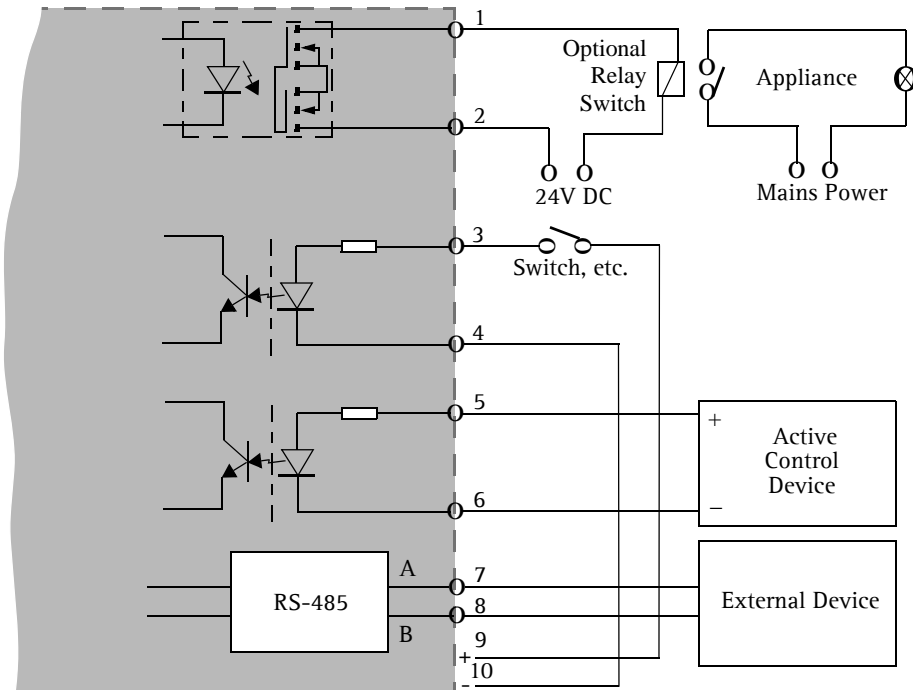 1
Optional
Relay
Switch
Appliance
2
24V DC
Mains Power
3
Switch, etc.
4
5
+
Active
Control
Device
6
−
A
7
RS-485
External Device
8
B
9
+
10
-